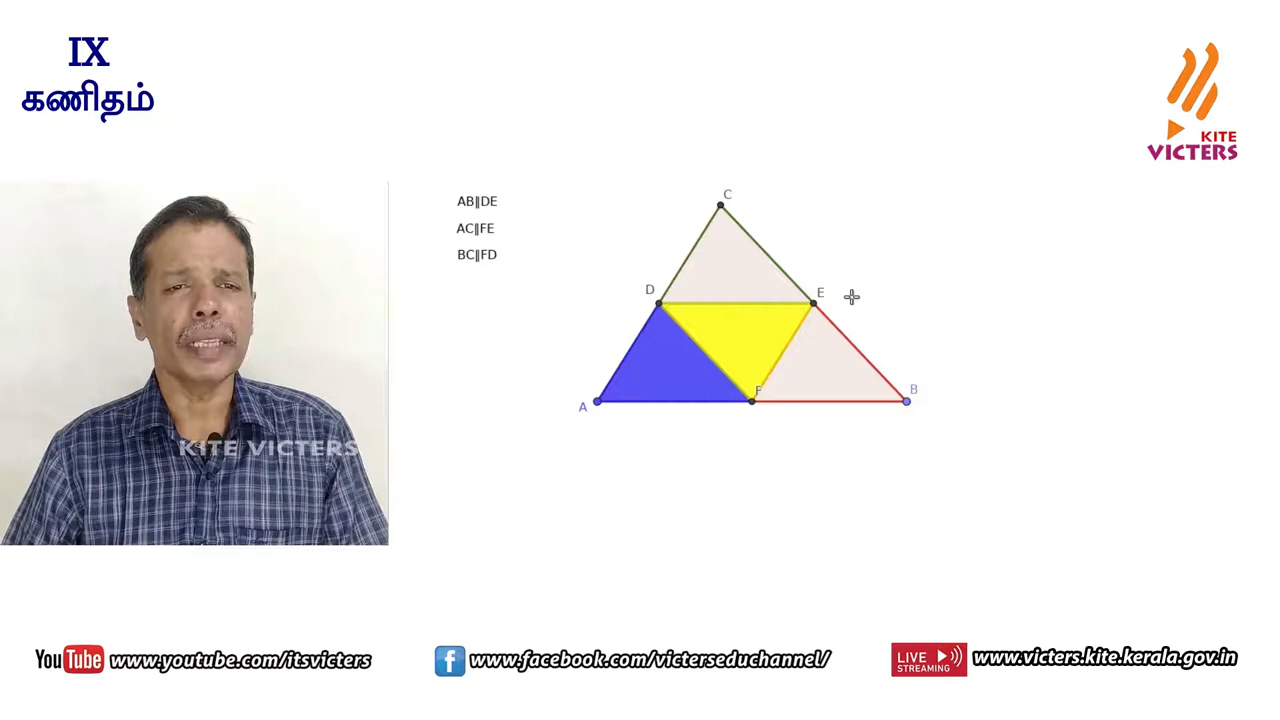 IX
கணிதம்
KITE
VICTERS
AB∥DE
AC∥FE
BC∥FD
C
D
E
F
A
B
KITE VICTERS
YouTube www.youtube.com/itsvicters
f www.facebook.com/victerseduchannel/
LIVE
STREAMING
www.victers.kite.kerala.gov.in